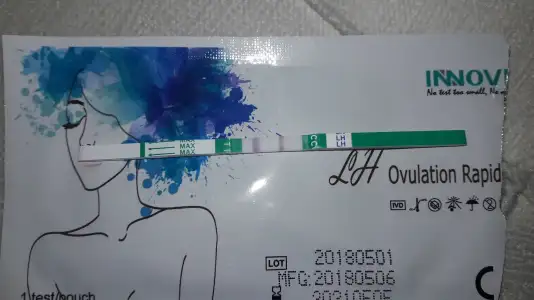 INNOV
No test too small, No
MAX
MAX
MAX
T
C
C
LH
LH
LH Ovulation Rapid
IVD
LOT 20180501
MFG: 20180506
1 test/pouch